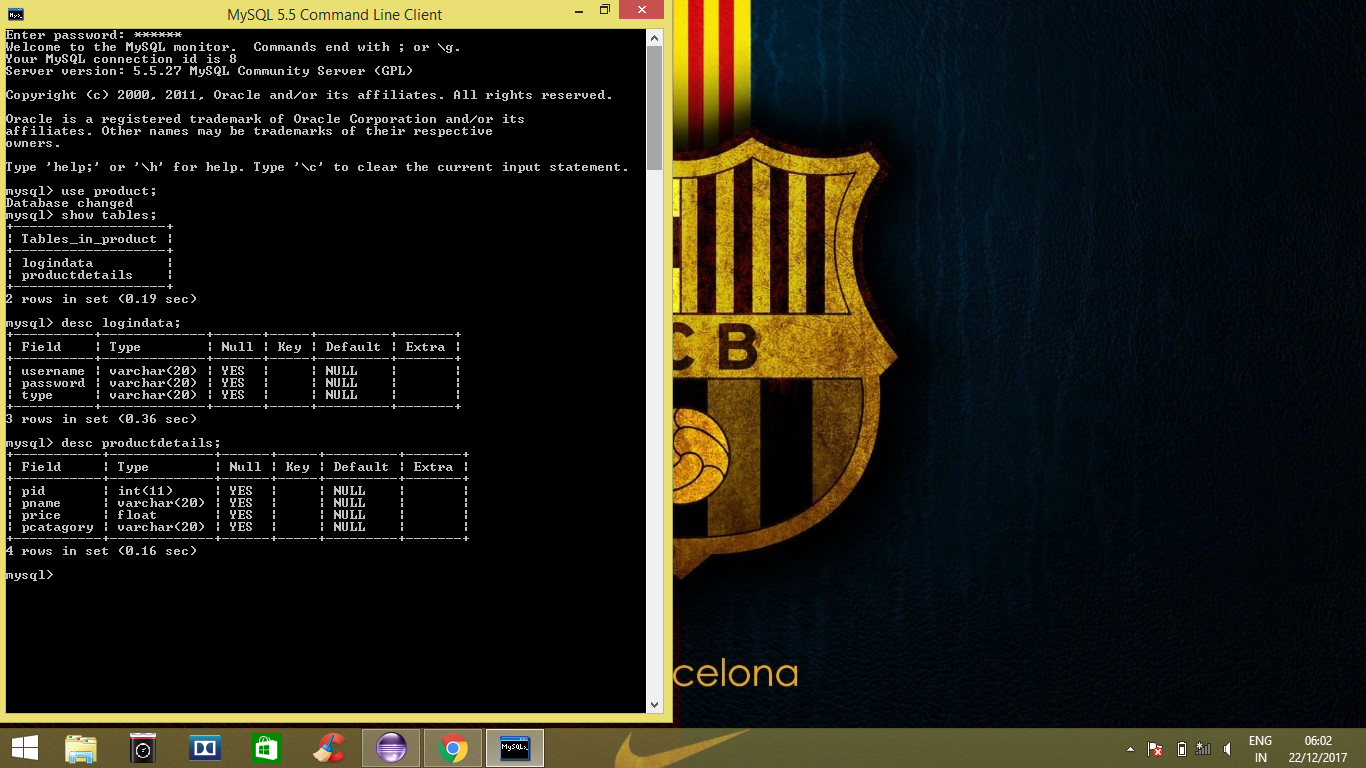 MySQL 5.5 Command Line Client
Enter password: ******
Welcome to the MySQL monitor.  Commands end with ; or \g.
Your MySQL connection id is 8
Server version: 5.5.27 MySQL Community Server (GPL)
Copyright (c) 2000, 2011, Oracle and/or its affiliates. All rights reserved.
Oracle is a registered trademark of Oracle Corporation and/or its
affiliates. Other names may be trademarks of their respective
owners.
Type 'help;' or '\h' for help. Type '\c' to clear the current input statement.
mysql> use product;
Database changed
mysql> show tables;
+-------------------+
| Tables_in_product |
+-------------------+
| logindata         |
| productdetails    |
+-------------------+
2 rows in set (0.19 sec)
mysql> desc logindata;
+----------+-------------+------+-----+---------+-------+
| Field    | Type        | Null | Key | Default | Extra |
+----------+-------------+------+-----+---------+-------+
| username | varchar(20) | YES  |     | NULL    |       |
| password | varchar(20) | YES  |     | NULL    |       |
| type     | varchar(20) | YES  |     | NULL    |       |
+----------+-------------+------+-----+---------+-------+
3 rows in set (0.36 sec)
mysql> desc productdetails;
+-----------+-------------+------+-----+---------+-------+
| Field     | Type        | Null | Key | Default | Extra |
+-----------+-------------+------+-----+---------+-------+
| pid       | int(11)     | YES  |     | NULL    |       |
| pname     | varchar(20) | YES  |     | NULL    |       |
| price     | float       | YES  |     | NULL    |       |
| pcatagory | varchar(20) | YES  |     | NULL    |       |
+-----------+-------------+------+-----+---------+-------+
4 rows in set (0.16 sec)
mysql>
CB
celona
MySQL
ENG
IN
06:02
22/12/2017